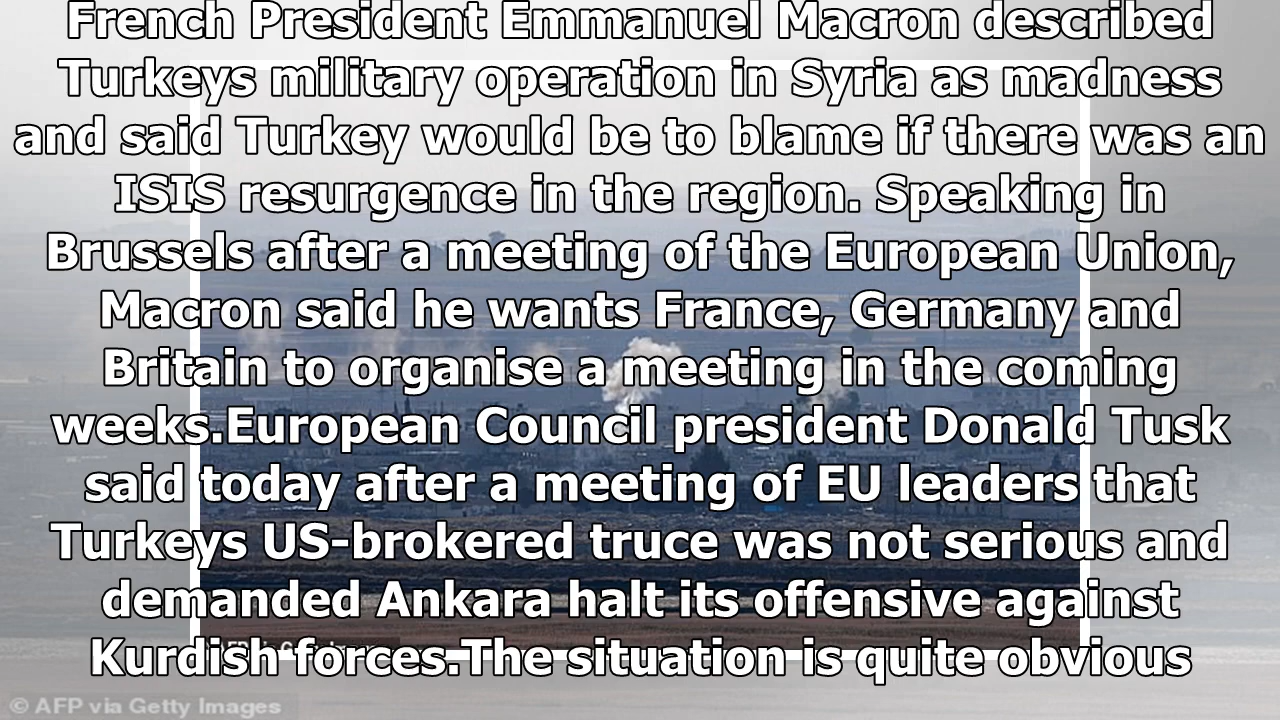 French President Emmanuel Macron described
Turkeys military operation in Syria as madness
and said Turkey would be to blame if there was an
ISIS resurgence in the region. Speaking in
Brussels after a meeting of the European Union,
Macron said he wants France, Germany and
Britain to organise a meeting in the coming
weeks.European Council president Donald Tusk
said today after a meeting of EU leaders that
Turkeys US-brokered truce was not serious and
demanded Ankara halt its offensive against
Kurdish forces.The situation is quite obvious
© AFP via Getty Images